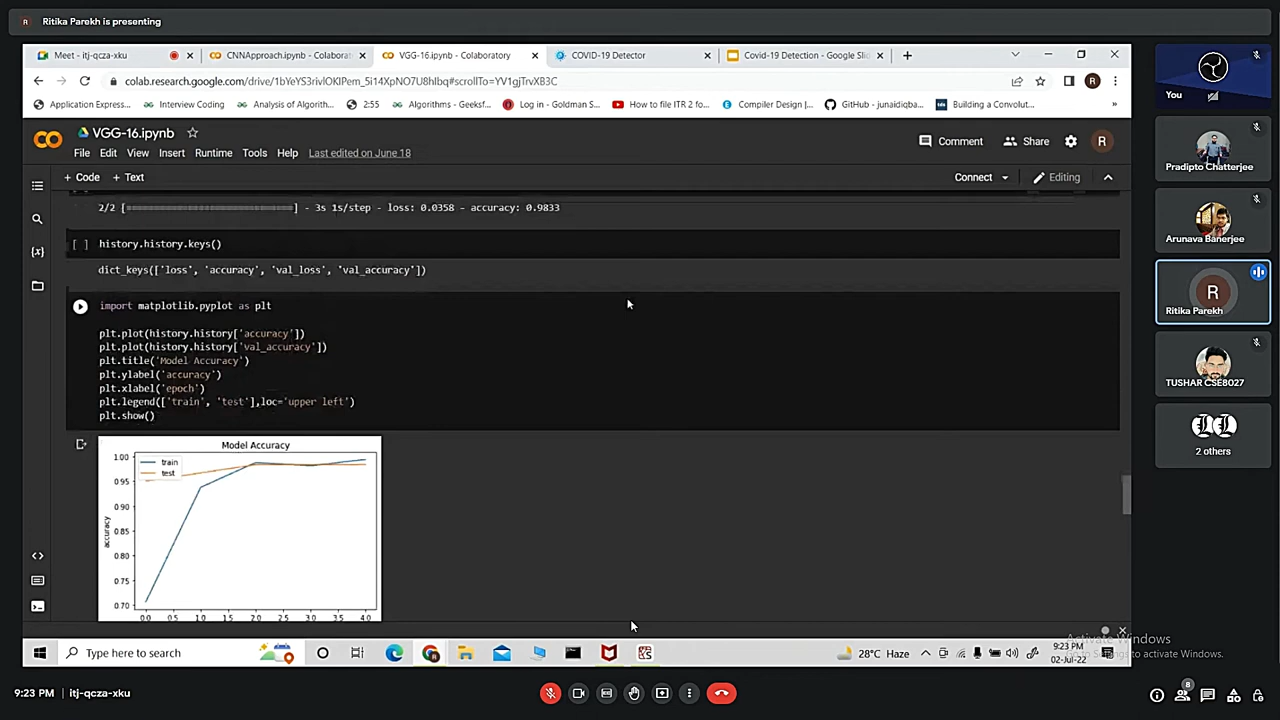 Ritika Parekh is presenting
R
Meet - itj-qcza-xku
CNNApproach.ipynb - Colaborat
VGG-16.ipynb - Colaboratory
COVID-19 Detector
Covid-19 Detection - Google Slid
colab.research.google.com/drive/1bYeYS3rivlOKlPem_5i14XpNO7U8hIbq#scrollTo=YV1gjTrvXB3C
Application Express...
Interview Coding
Analysis of Algorith...
2:55
Algorithms - Geeksf...
Log in - Goldman S...
How to file ITR 2 fo...
Compiler Design |...
GitHub - junaidiqba...
Building a Convolut...
VGG-16.ipynb
File Edit View Insert Runtime Tools Help Last edited on June 18
Comment
Share
R
+ Code + Text
Connect
Editing
2/2 [==============================] - 3s 1s/step - loss: 0.0358 - accuracy: 0.9833
[ ] history.history.keys()
dict_keys(['loss', 'accuracy', 'val_loss', 'val_accuracy'])
import matplotlib.pyplot as plt
plt.plot(history.history['accuracy'])
plt.plot(history.history['val_accuracy'])
plt.title('Model Accuracy')
plt.ylabel('accuracy')
plt.xlabel('epoch')
plt.legend(['train', 'test'],loc='upper left')
plt.show()
Model Accuracy
train
test
1.00
0.95
0.90
0.85
0.80
0.75
0.70
accuracy
0.0 0.5 1.0 1.5 2.0 2.5 3.0 3.5 4.0
Type here to search
28°C Haze
9:23 PM
02-Jul-22
Activate Windows
Go to Settings to activate Windows.
You
Pradipto Chatterjee
Arunava Banerjee
R
Ritika Parekh
TUSHAR CSE8027
2 others
9:23 PM | itj-qcza-xku
8